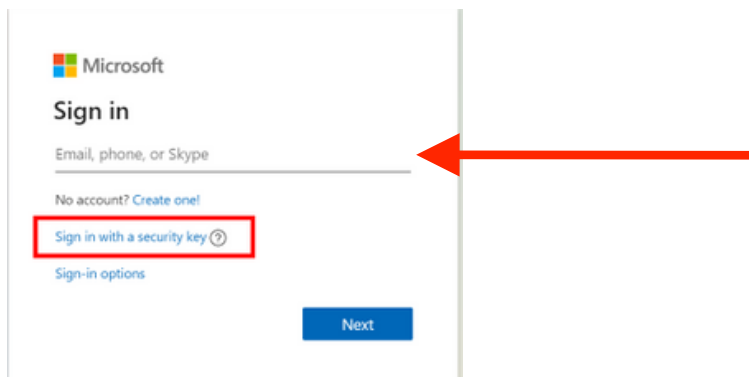 Microsoft
Sign in
Email, phone, or Skype
No account? Create one!
Sign in with a security key ?
Sign-in options
Next